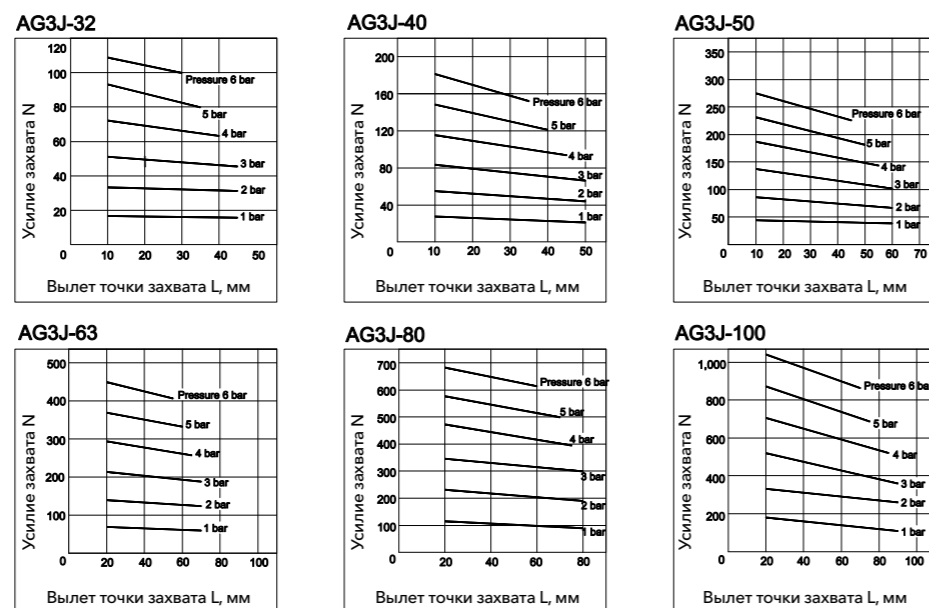 AG3J-32
120
100
80
60
40
20
0
10 20 30 40 50
Усилие захвата N
Pressure 6 bar
5 bar
4 bar
3 bar
2 bar
1 bar
Вылет точки захвата L, мм
AG3J-40
200
160
120
80
40
0
10 20 30 40 50
Усилие захвата N
Pressure 6 bar
5 bar
4 bar
3 bar
2 bar
1 bar
Вылет точки захвата L, мм
AG3J-50
350
300
250
200
150
100
50
0
10 20 30 40 50 60 70
Усилие захвата N
Pressure 6 bar
5 bar
4 bar
3 bar
2 bar
1 bar
Вылет точки захвата L, мм
AG3J-63
500
400
300
200
100
0
20 40 60 80 100
Усилие захвата N
Pressure 6 bar
5 bar
4 bar
3 bar
2 bar
1 bar
Вылет точки захвата L, мм
AG3J-80
700
600
500
400
300
200
100
0
20 40 60 80
Усилие захвата N
Pressure 6 bar
5 bar
4 bar
3 bar
2 bar
1 bar
Вылет точки захвата L, мм
AG3J-100
1,000
800
600
400
200
0
20 40 60 80 100
Усилие захвата N
Pressure 6 ba
5 bar
4 bar
3 bar
2 bar
1 bar
Вылет точки захвата L, мм